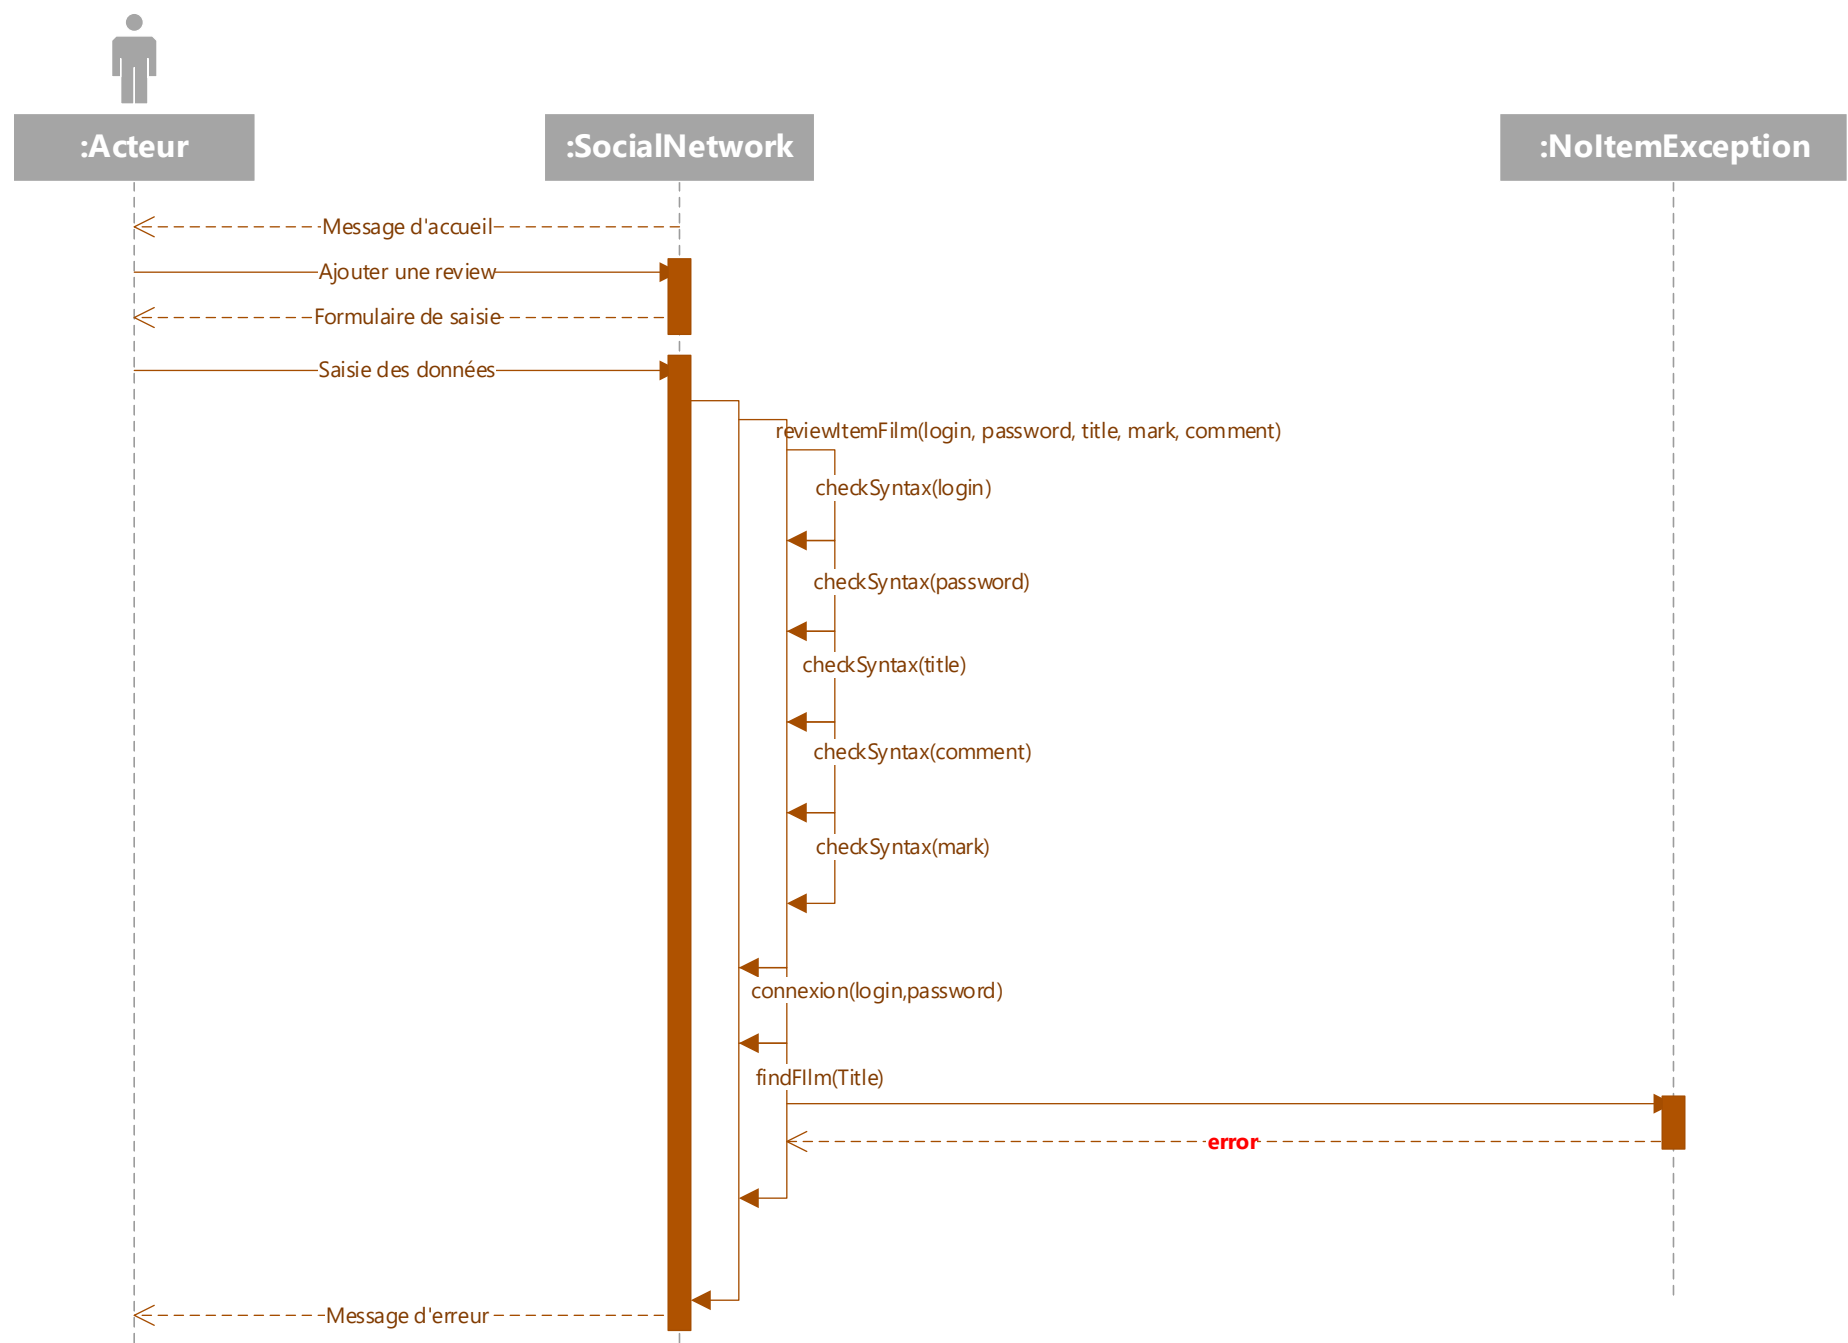 :Acteur
:SocialNetwork
:NoItemException
Message d'accueil
Ajouter une review
Formulaire de saisie
Saisie des données
reviewItemFilm(login, password, title, mark, comment)
checkSyntax(login)
checkSyntax(password)
checkSyntax(title)
checkSyntax(comment)
checkSyntax(mark)
connexion(login,password)
findFIlm(Title)
error
Message d'erreur